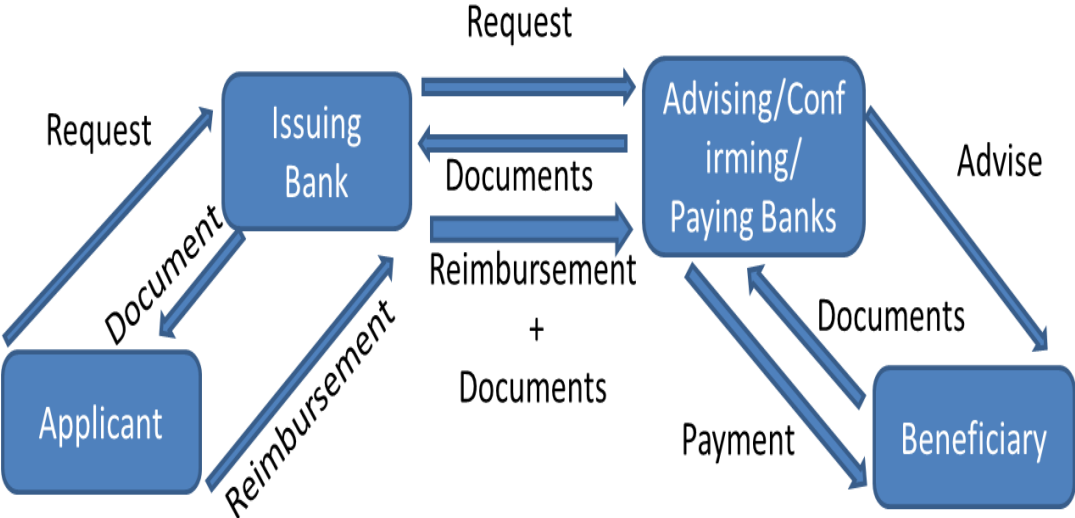 Request
Request
Issuing
Bank
Advising/Conf
irming/
Paying Banks
Advise
Documents
Document
Reimbursement
+
Documents
Reimbursement
Documents
Applicant
Payment
Beneficiary